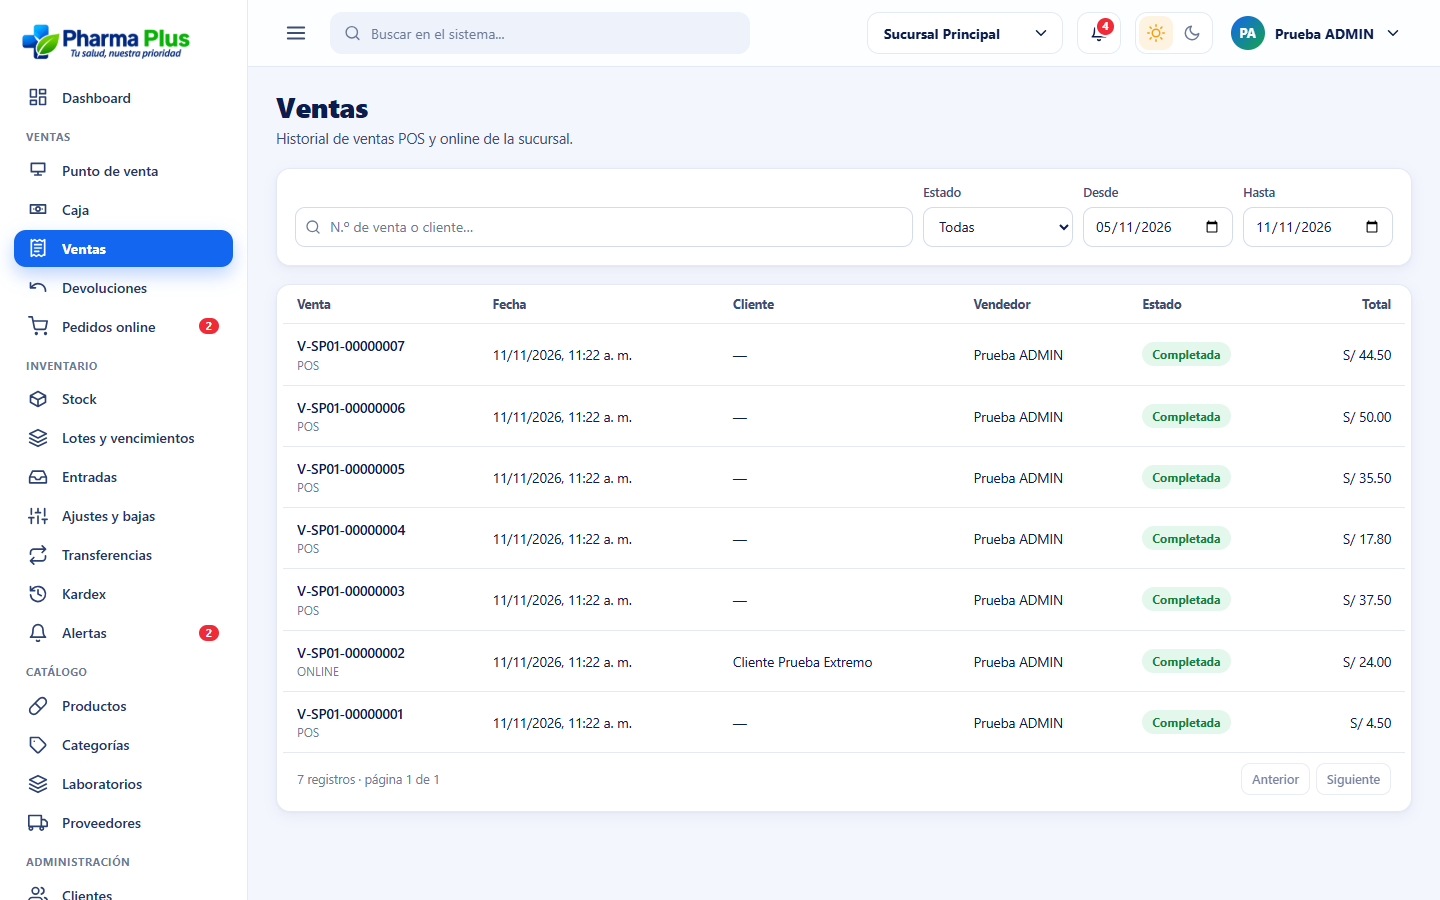 Pharma Plus
Tu salud, nuestra prioridad
Dashboard
VENTAS
Punto de venta
Caja
Ventas
Devoluciones
Pedidos online 2
INVENTARIO
Stock
Lotes y vencimientos
Entradas
Ajustes y bajas
Transferencias
Kardex
Alertas 2
CATÁLOGO
Productos
Categorías
Laboratorios
Proveedores
ADMINISTRACIÓN
Clientes
Buscar en el sistema...
Sucursal Principal
4
PA Prueba ADMIN
Ventas
Historial de ventas POS y online de la sucursal.
Estado Desde Hasta
N.º de venta o cliente... Todas 05/11/2026 11/11/2026
Venta Fecha Cliente Vendedor Estado Total
V-SP01-00000007
POS
11/11/2026, 11:22 a. m. — Prueba ADMIN Completada S/ 44.50
V-SP01-00000006
POS
11/11/2026, 11:22 a. m. — Prueba ADMIN Completada S/ 50.00
V-SP01-00000005
POS
11/11/2026, 11:22 a. m. — Prueba ADMIN Completada S/ 35.50
V-SP01-00000004
POS
11/11/2026, 11:22 a. m. — Prueba ADMIN Completada S/ 17.80
V-SP01-00000003
POS
11/11/2026, 11:22 a. m. — Prueba ADMIN Completada S/ 37.50
V-SP01-00000002
ONLINE
11/11/2026, 11:22 a. m. Cliente Prueba Extremo Prueba ADMIN Completada S/ 24.00
V-SP01-00000001
POS
11/11/2026, 11:22 a. m. — Prueba ADMIN Completada S/ 4.50
7 registros · página 1 de 1
Anterior Siguiente